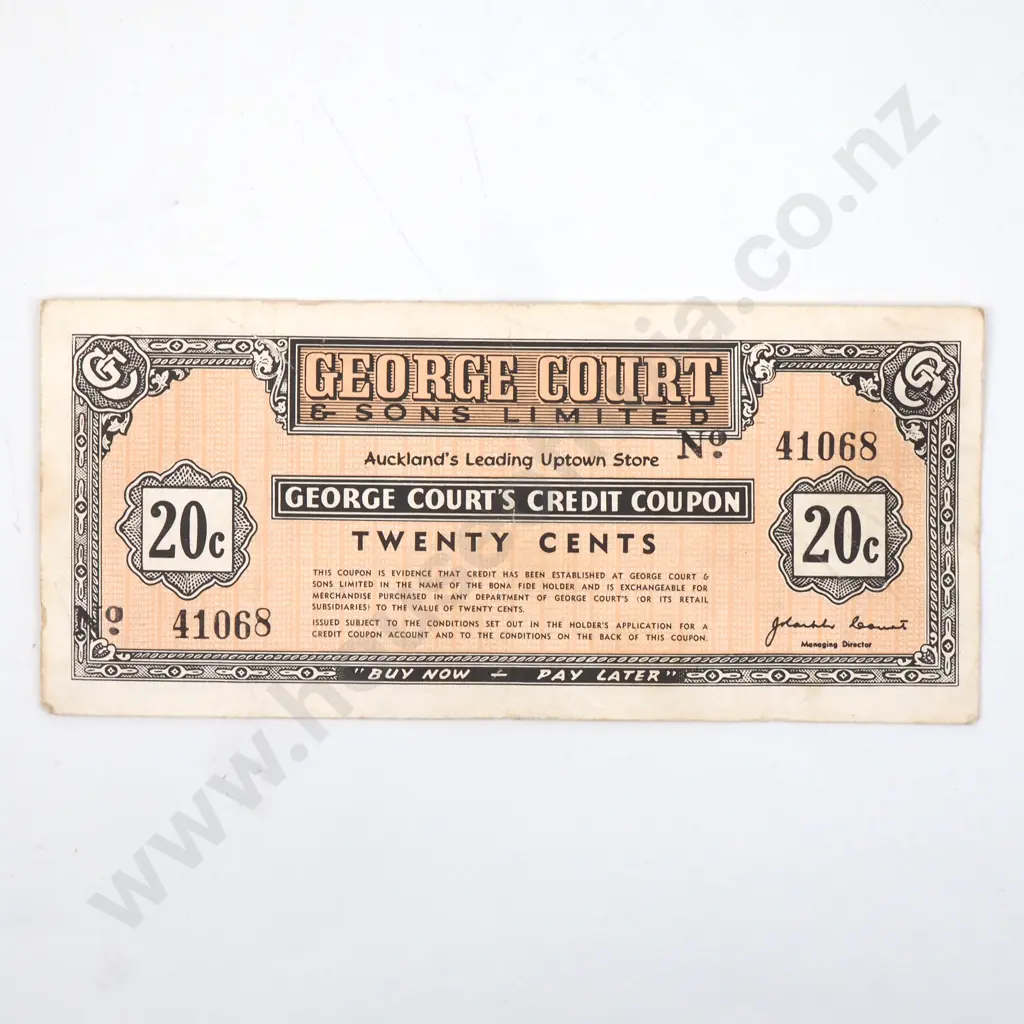 GEORGE COURT
& SONS LIMITED
Auckland's Leading Uptown Store
Nº 41068
GEORGE COURT'S CREDIT COUPON
20c
TWENTY CENTS
20c
THIS COUPON IS EVIDENCE THAT CREDIT HAS BEEN ESTABLISHED AT GEORGE COURT &
SONS LIMITED IN THE NAME OF THE BONA FIDE HOLDER AND IS EXCHANGEABLE FOR
MERCHANDISE PURCHASED IN ANY DEPARTMENT OF GEORGE COURT'S (OR ITS RETAIL
SUBSIDIARIES) TO THE VALUE OF TWENTY CENTS.
ISSUED SUBJECT TO THE CONDITIONS SET OUT IN THE HOLDER'S APPLICATION FOR A
CREDIT COUPON ACCOUNT AND TO THE CONDITIONS ON THE BACK OF THIS COUPON.
Nº 41068
Court
Managing Director
"BUY NOW — PAY LATER"